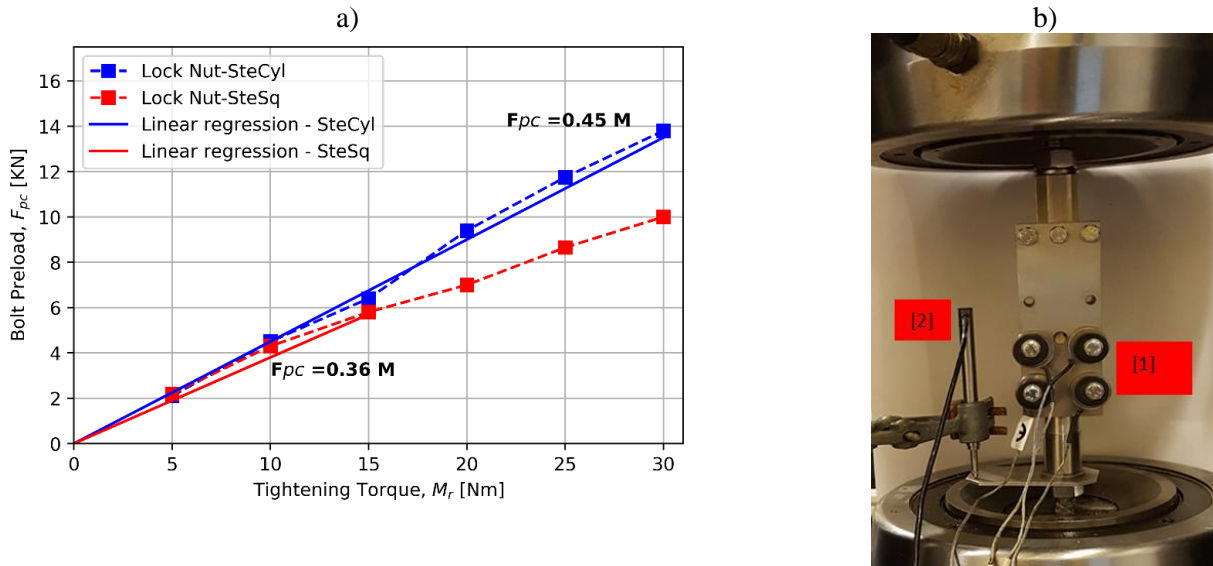 a)
b)
Bolt Preload, Fpc [KN]
16
14
12
10
8
6
4
2
0
Lock Nut-SteCyl
Lock Nut-SteSq
Linear regression - SteCyl
Linear regression - SteSq
Fpc =0.45 M
Fpc =0.36 M
0 5 10 15 20 25 30
Tightening Torque, Mr [Nm]
[2]
[1]